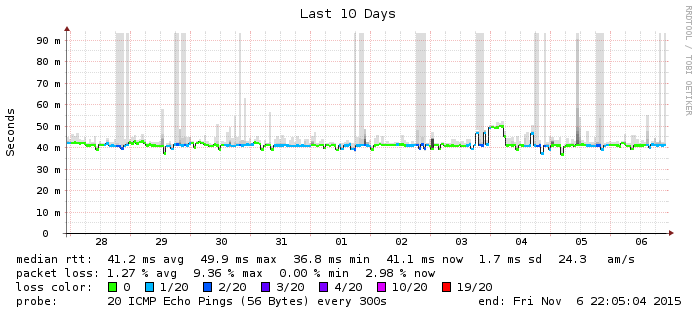 Last 10 Days
RRDTOOL / TOBI OETIKER
Seconds
90 m
80 m
70 m
60 m
50 m
40 m
30 m
20 m
10 m
0
28 29 30 31 01 02 03 04 05 06
median rtt: 41.2 ms avg 49.9 ms max 36.8 ms min 41.1 ms now 1.7 ms sd 24.3 am/s
packet loss: 1.27 % avg 9.36 % max 0.00 % min 2.98 % now
loss color: 0 1/20 2/20 3/20 4/20 10/20 19/20
probe: 20 ICMP Echo Pings (56 Bytes) every 300s end: Fri Nov 6 22:05:04 2015